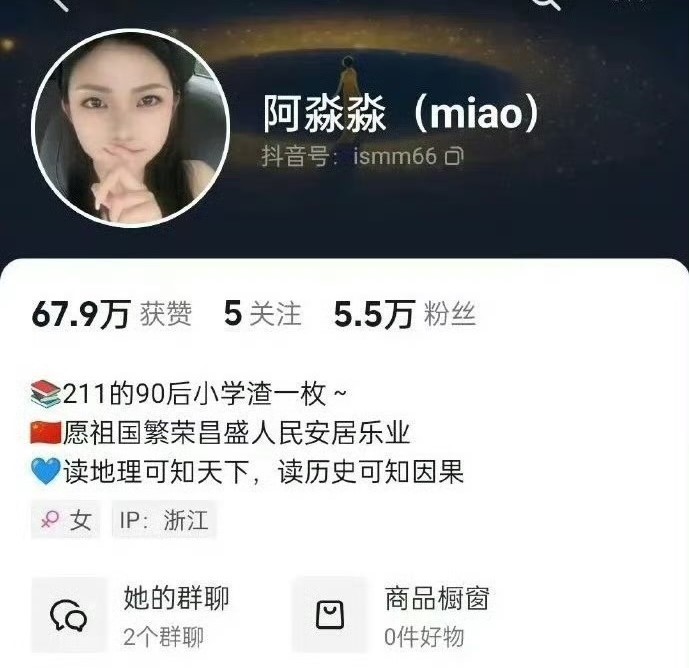 阿淼淼（miao）
抖音号：ismm66
67.9万 获赞 5 关注 5.5万 粉丝
📚211的90后小学渣一枚 ~
🇨🇳愿祖国繁荣昌盛人民安居乐业
💙读地理可知天下，读历史可知因果
女 IP：浙江
她的群聊 商品橱窗
2个群聊 0件好物